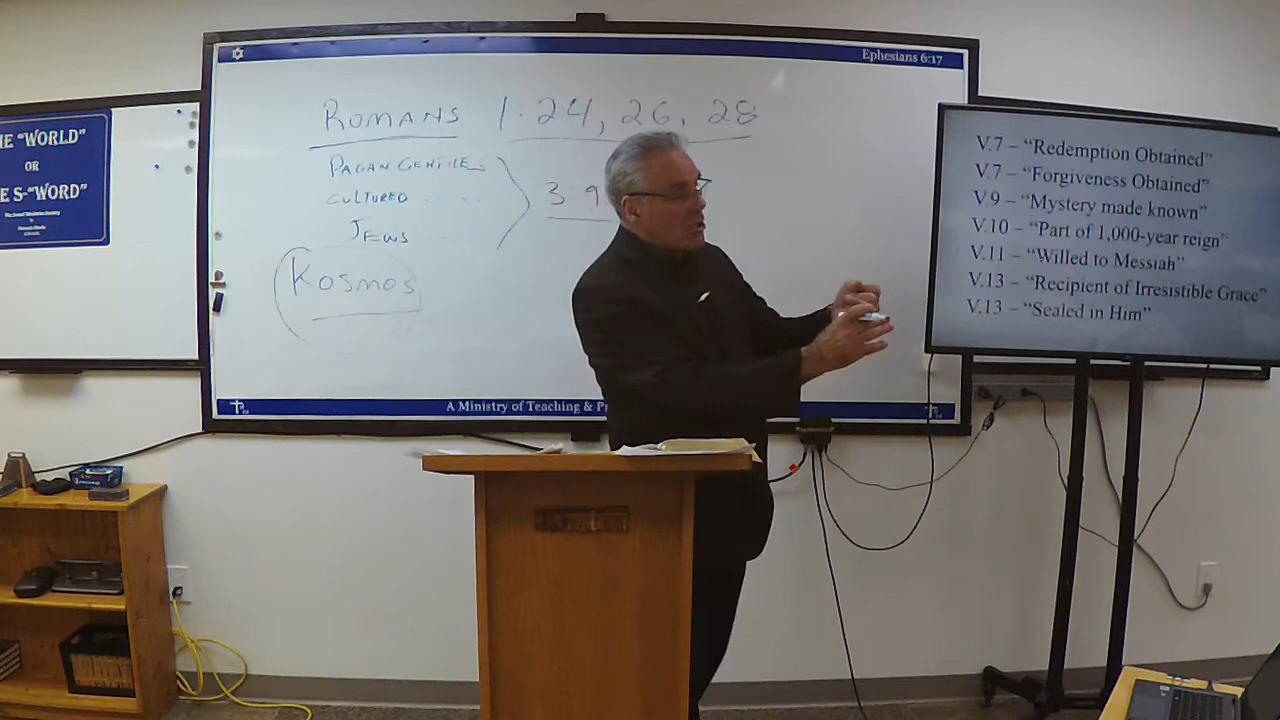 HE "WORLD"
OR
E S-"WORD"
Ephesians 6:17
ROMANS 1:24, 26, 28
PAGAN GENTILES
CULTURED . . .
JEWS
3:9
Kosmos
A Ministry of Teaching & P
V.7 – "Redemption Obtained"
V.7 – "Forgiveness Obtained"
V.9 – "Mystery made known"
V.10 – "Part of 1,000-year reign"
V.11 – "Willed to Messiah"
V.13 – "Recipient of Irresistible Grace"
V.13 – "Sealed in Him"